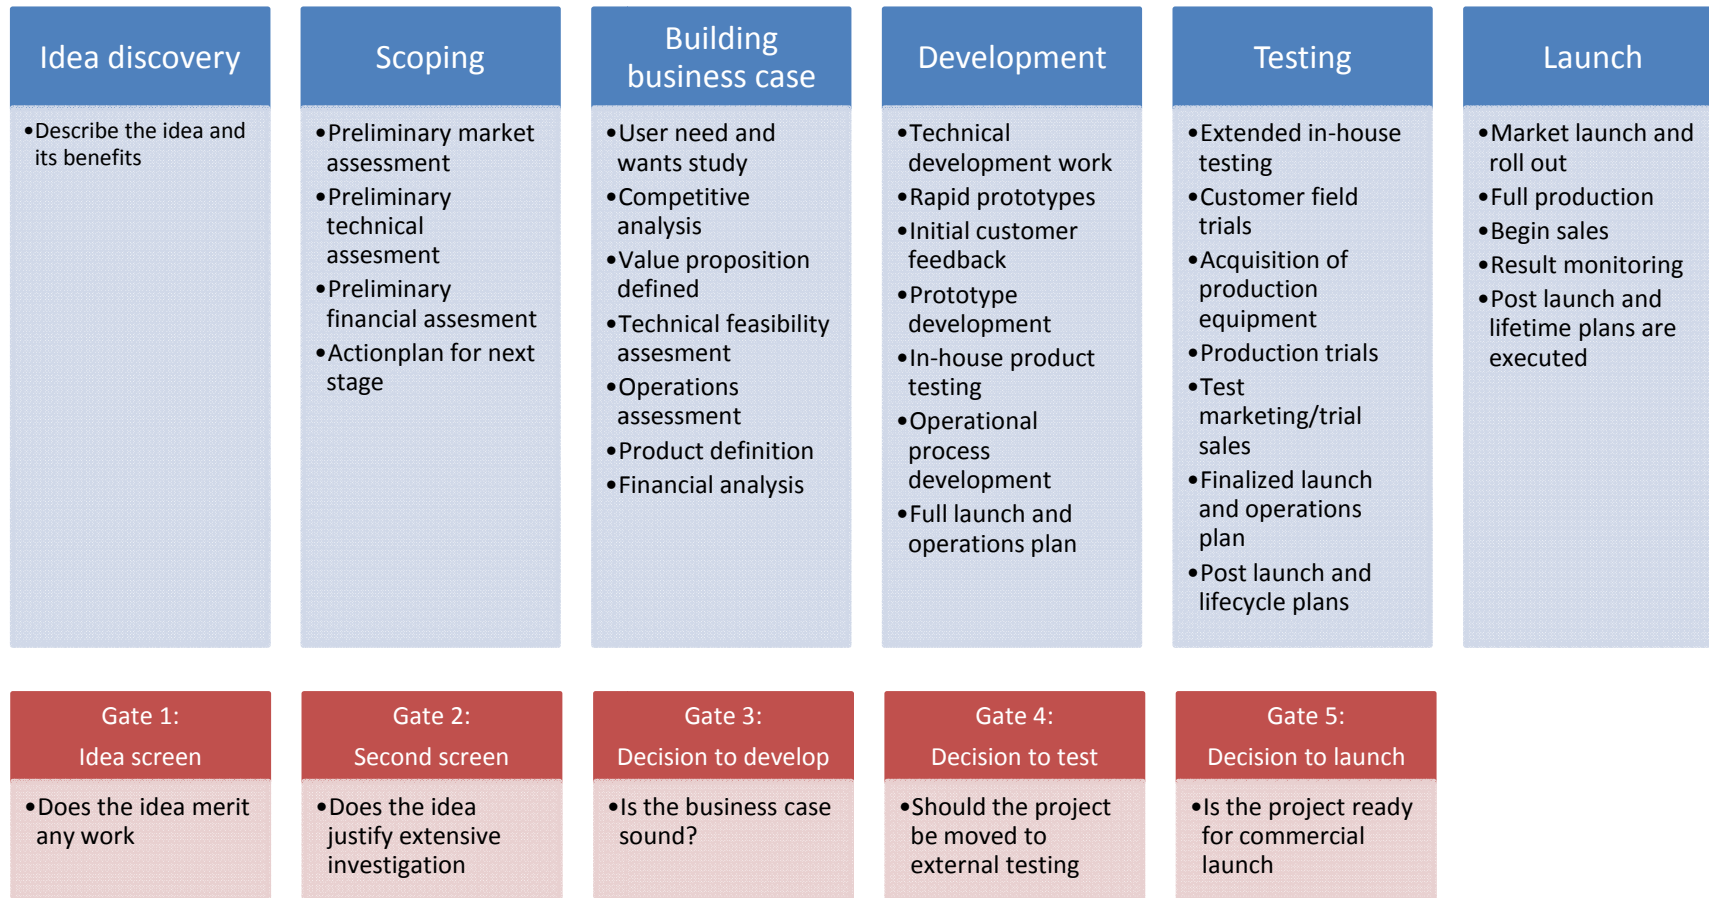 Idea discovery
•Describe the idea and
its benefits
Scoping
•Preliminary market
assessment
•Preliminary
technical
assesment
•Preliminary
financial assesment
•Actionplan for next
stage
Building
business case
•User need and
wants study
•Competitive
analysis
•Value proposition
defined
•Technical feasibility
assesment
•Operations
assessment
•Product definition
•Financial analysis
Development
•Technical
development work
•Rapid prototypes
•Initial customer
feedback
•Prototype
development
•In-house product
testing
•Operational
process
development
•Full launch and
operations plan
Testing
•Extended in-house
testing
•Customer field
trials
•Acquisition of
production
equipment
•Production trials
•Test
marketing/trial
sales
•Finalized launch
and operations
plan
•Post launch and
lifecycle plans
Launch
•Market launch and
roll out
•Full production
•Begin sales
•Result monitoring
•Post launch and
lifetime plans are
executed
Gate 1:
Idea screen
•Does the idea merit
any work
Gate 2:
Second screen
•Does the idea
justify extensive
investigation
Gate 3:
Decision to develop
•Is the business case
sound?
Gate 4:
Decision to test
•Should the project
be moved to
external testing
Gate 5:
Decision to launch
•Is the project ready
for commercial
launch